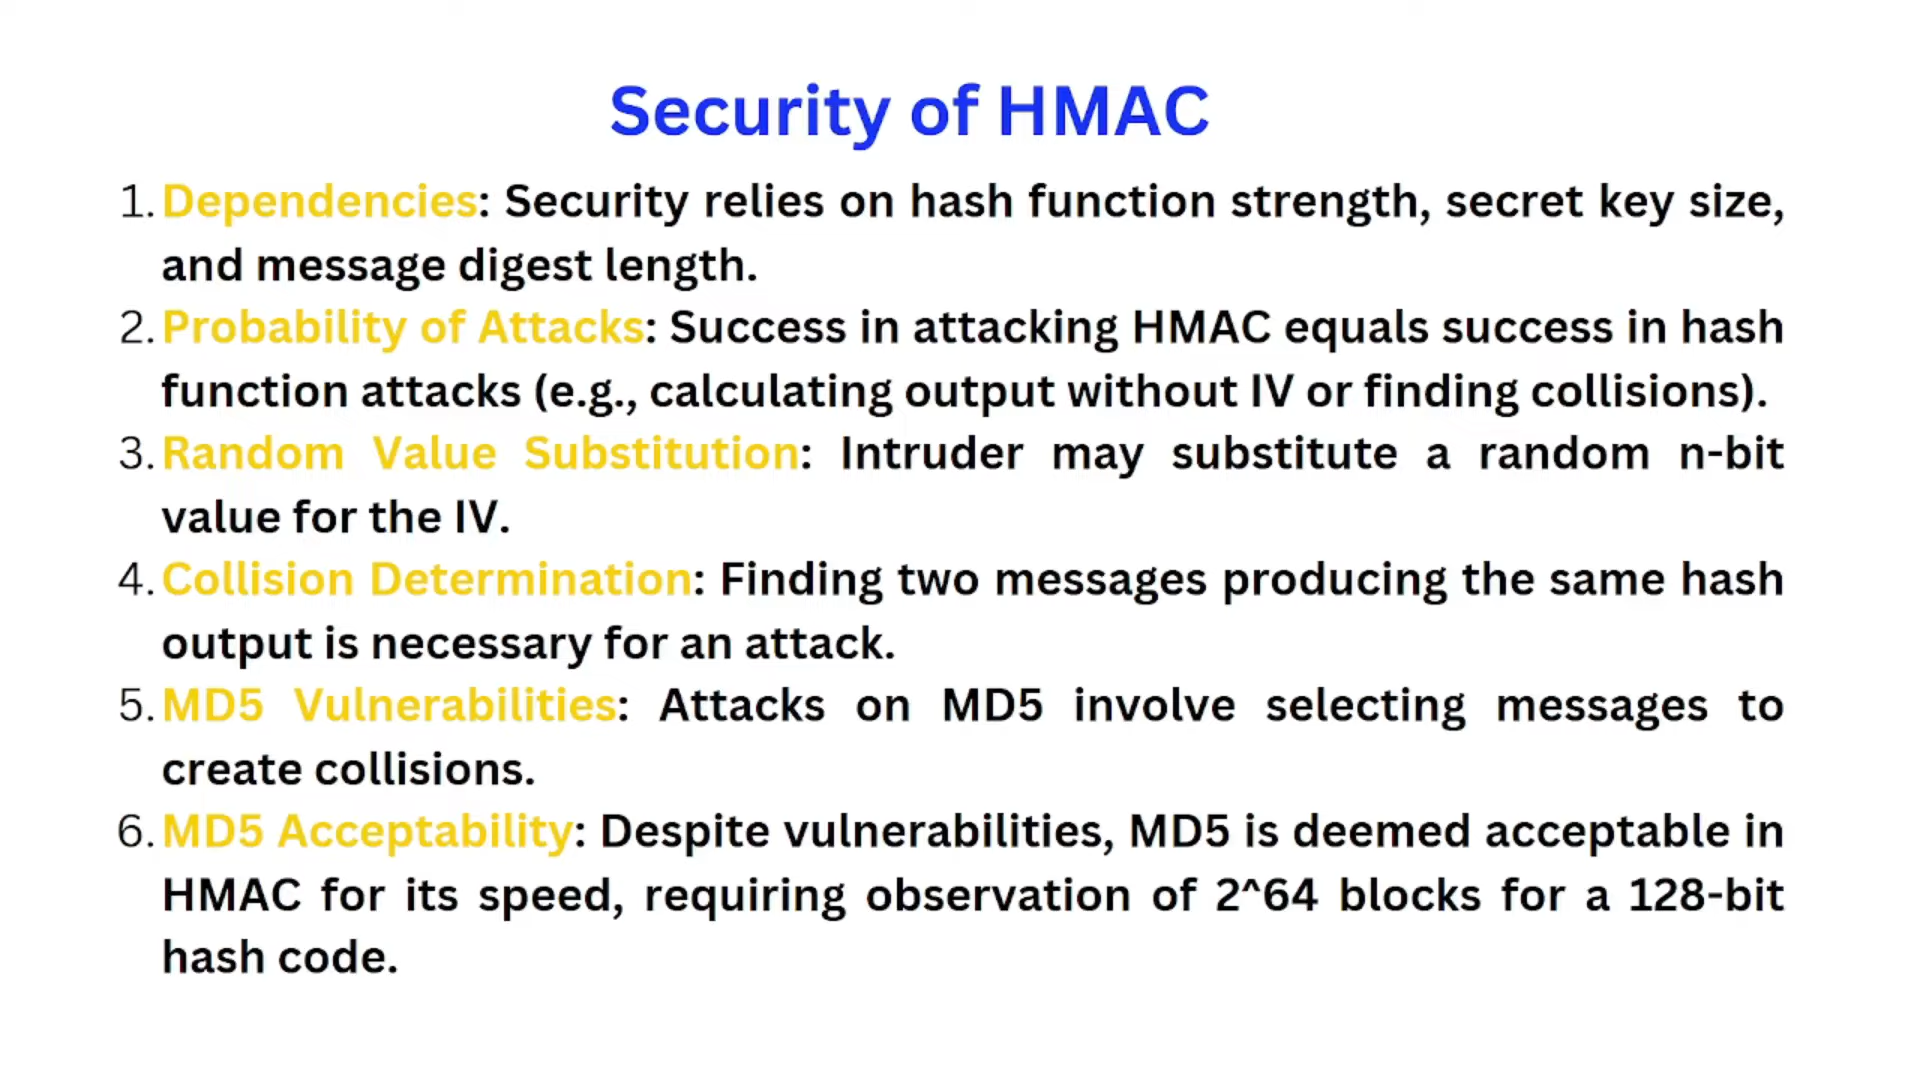 Security of HMAC
1. Dependencies: Security relies on hash function strength, secret key size,
and message digest length.
2. Probability of Attacks: Success in attacking HMAC equals success in hash
function attacks (e.g., calculating output without IV or finding collisions).
3. Random Value Substitution: Intruder may substitute a random n-bit
value for the IV.
4. Collision Determination: Finding two messages producing the same hash
output is necessary for an attack.
5. MD5 Vulnerabilities: Attacks on MD5 involve selecting messages to
create collisions.
6. MD5 Acceptability: Despite vulnerabilities, MD5 is deemed acceptable in
HMAC for its speed, requiring observation of 2^64 blocks for a 128-bit
hash code.